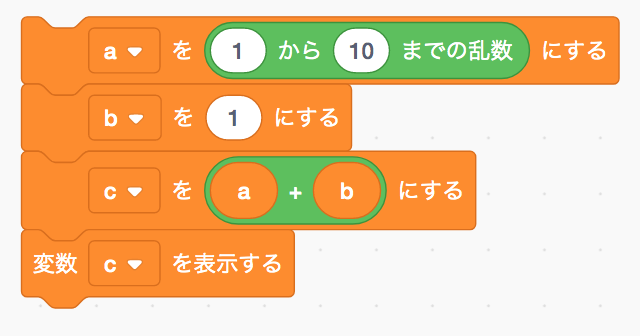 a を 1 から 10 までの乱数 にする
b を 1 にする
c を a + b にする
変数 c を表示する